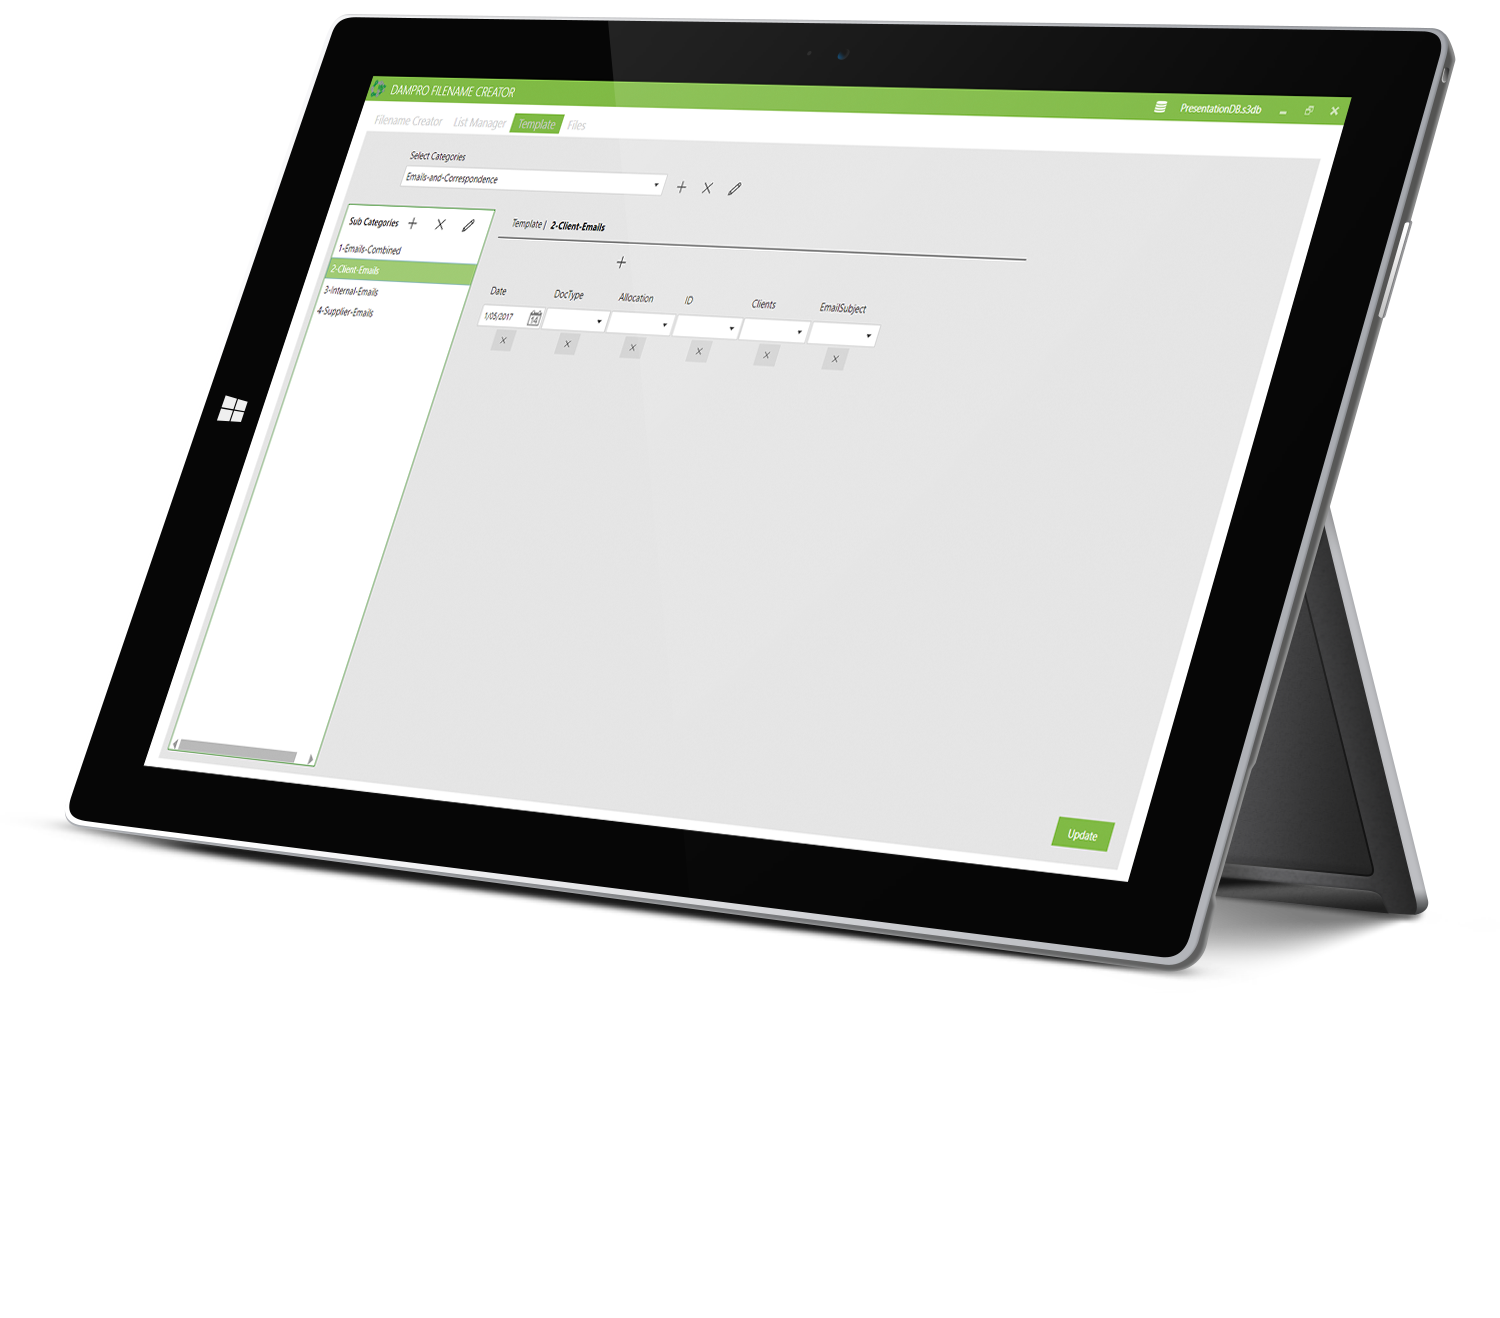 DAMPRO FILENAME CREATOR
PresentationDB.s3db
Filename Creator List Manager Template Files
Select Categories
Emails-and-Correspondence
Sub Categories
Template | 2-Client-Emails
1-Emails-Combined
2-Client-Emails
3-Internal-Emails
4-Supplier-Emails
Date DocType Allocation ID Clients EmailSubject
1/05/2017 14
Update